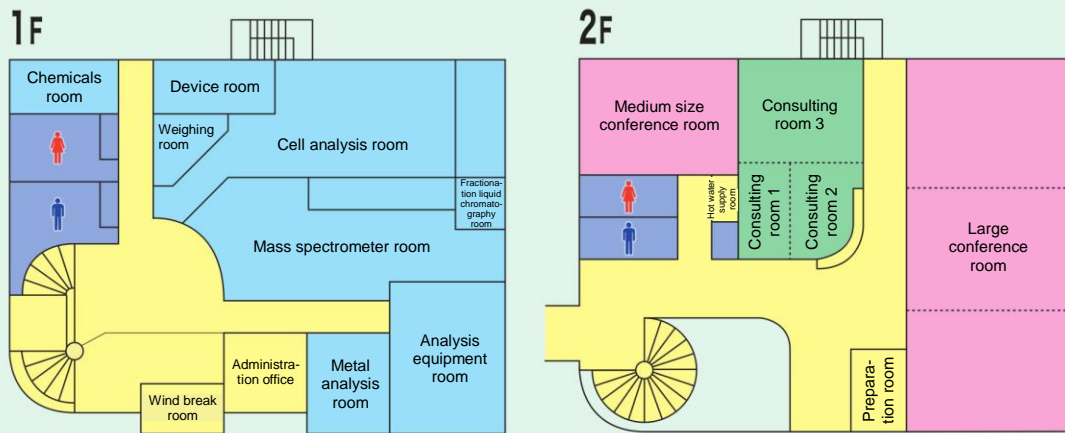 1F
Chemicals
room
Device room
Weighing
room
Cell analysis room
Fractiona-
tion liquid
chromatog-
raphy
room
Mass spectrometer room
Analysis
equipment
room
Administra-
tion office
Metal
analysis
room
Wind break
room
2F
Medium size
conference room
Consulting
room 3
Hot water
supply
room
Consulting
room 1
Consulting
room 2
Large
conference
room
Prepara-
tion room